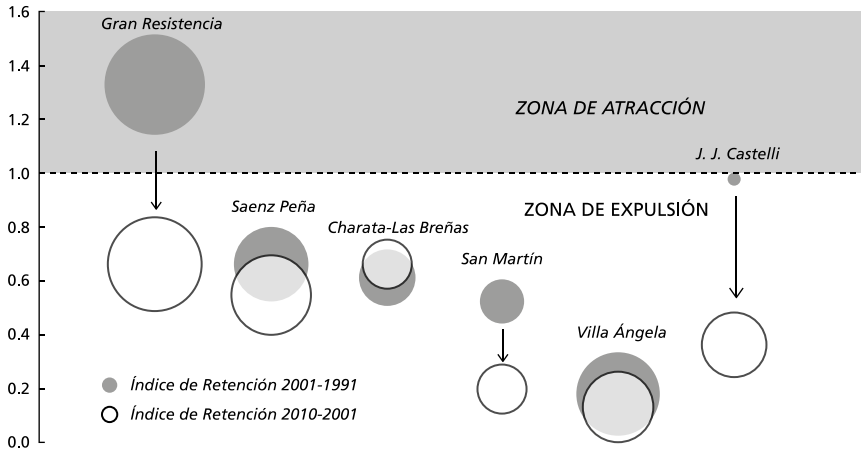 1.6
Gran Resistencia
1.4
ZONA DE ATRACCIÓN
1.2
J. J. Castelli
1.0
Saenz Peña
ZONA DE EXPULSIÓN
0.8
Charata-Las Breñas
San Martín
0.6
0.4
Villa Ángela
Índice de Retención 2001-1991
0.2
Índice de Retención 2010-2001
0.0